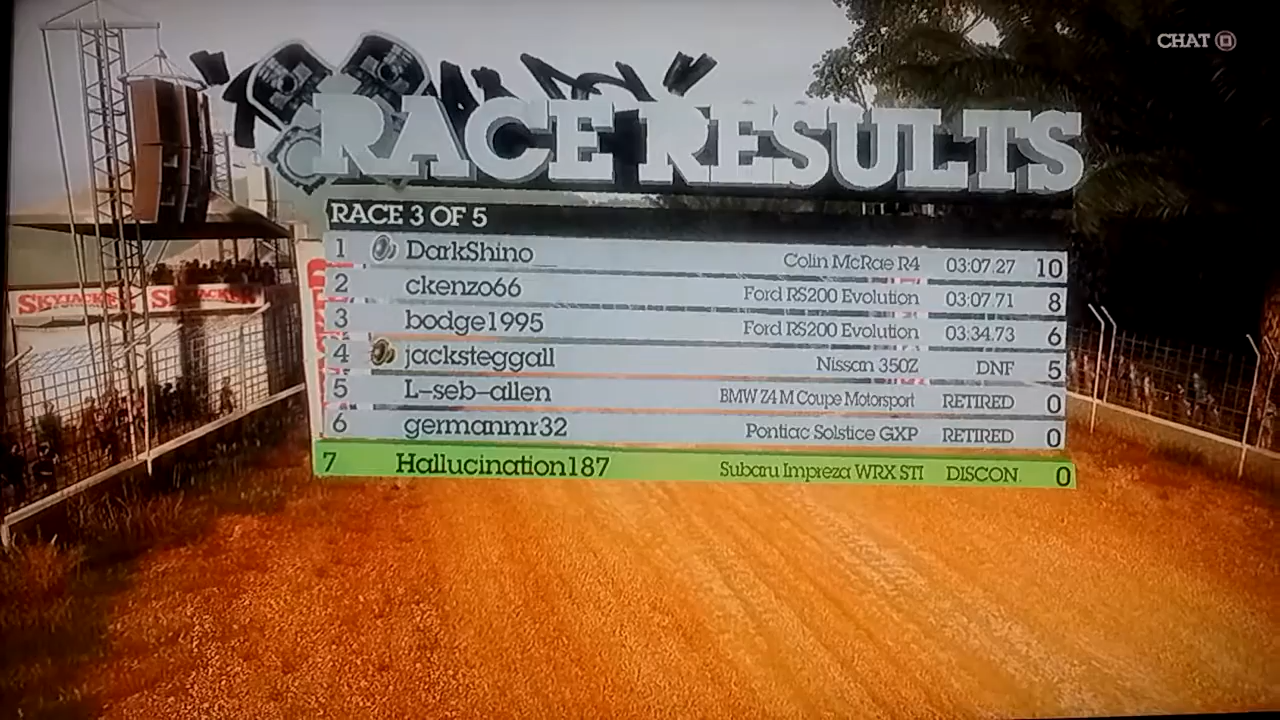 CHAT
RACE RESULTS
RACE 3 OF 5
1 DarkShino Colin McRae R4 03:07.27 10
2 ckenzo66 Ford RS200 Evolution 03:07.71 8
3 bodge1995 Ford RS200 Evolution 03:34.73 6
4 jacksteggall Nissan 350Z DNF 5
5 L-seb-allen BMW Z4 M Coupe Motorsport RETIRED 0
6 germanmr32 Pontiac Solstice GXP RETIRED 0
7 Hallucination187 Subaru Impreza WRX STI DISCON. 0
SKYJACKER SKYJACKER